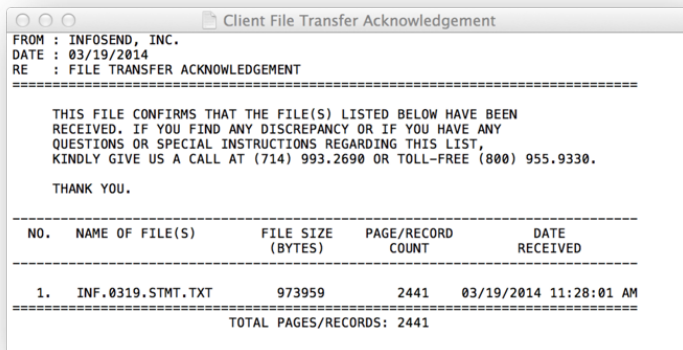 Client File Transfer Acknowledgement
FROM : INFOSEND, INC.
DATE : 03/19/2014
RE   : FILE TRANSFER ACKNOWLEDGEMENT
==============================================================================
THIS FILE CONFIRMS THAT THE FILE(S) LISTED BELOW HAVE BEEN
RECEIVED. IF YOU FIND ANY DISCREPANCY OR IF YOU HAVE ANY
QUESTIONS OR SPECIAL INSTRUCTIONS REGARDING THIS LIST,
KINDLY GIVE US A CALL AT (714) 993.2690 OR TOLL-FREE (800) 955.9330.
THANK YOU.
------------------------------------------------------------------------------
NO.   NAME OF FILE(S)        FILE SIZE    PAGE/RECORD          DATE
(BYTES)       COUNT           RECEIVED
------------------------------------------------------------------------------
1.   INF.0319.STMT.TXT        973959         2441    03/19/2014 11:28:01 AM
==============================================================================
TOTAL PAGES/RECORDS: 2441